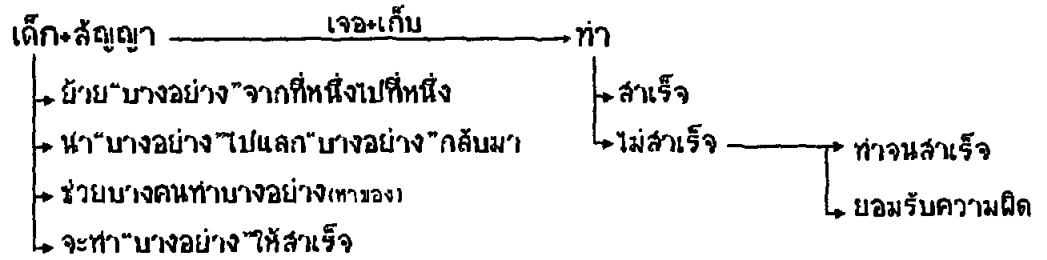 เด็ก+สัญญา เจอ+เก็บ ทำ
ย้าย"บางอย่าง"จากที่หนึ่งไปที่หนึ่ง
นำ"บางอย่าง"ไปแลก"บางอย่าง"กลับมา
ช่วยบางคนทำบางอย่าง(หาของ)
จะทำ"บางอย่าง"ให้สำเร็จ
สำเร็จ
ไม่สำเร็จ
ทำจนสำเร็จ
ยอมรับความผิด